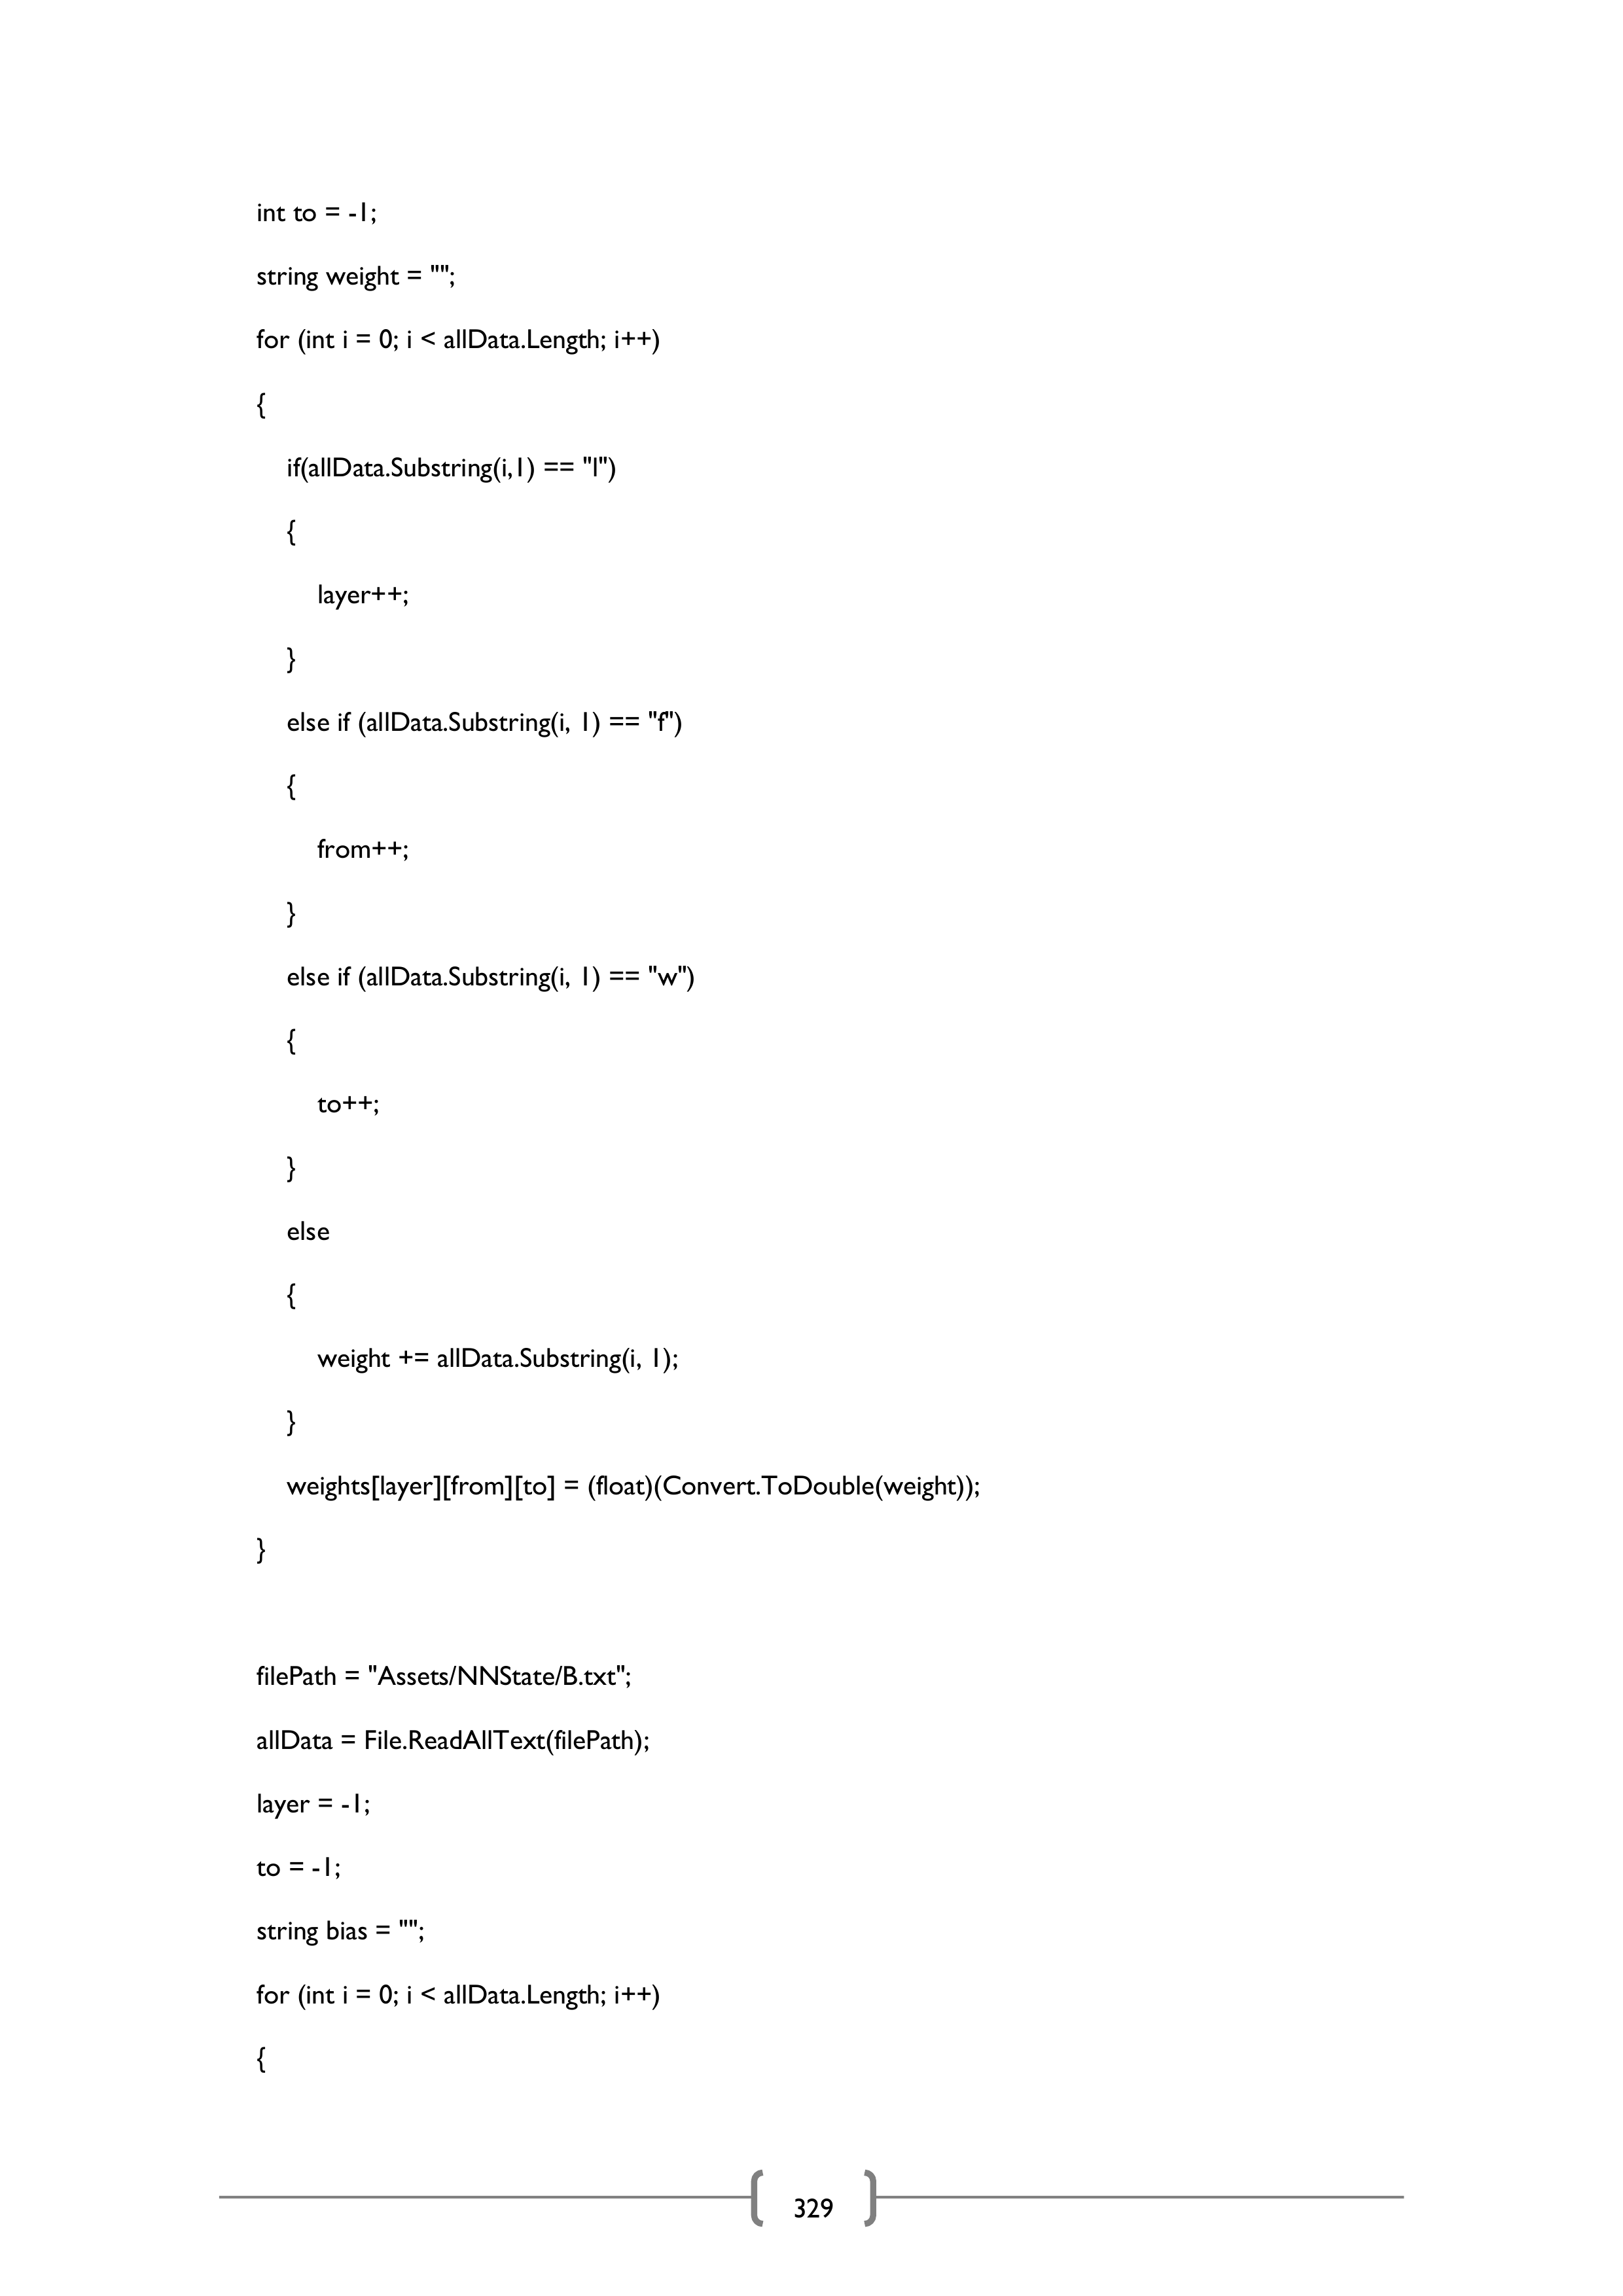 int to = -1;
string weight = "";
for (int i = 0; i < allData.Length; i++)
{
if(allData.Substring(i,1) == "l")
{
layer++;
}
else if (allData.Substring(i, 1) == "f")
{
from++;
}
else if (allData.Substring(i, 1) == "w")
{
to++;
}
else
{
weight += allData.Substring(i, 1);
}
weights[layer][from][to] = (float)(Convert.ToDouble(weight));
}
filePath = "Assets/NNState/B.txt";
allData = File.ReadAllText(filePath);
layer = -1;
to = -1;
string bias = "";
for (int i = 0; i < allData.Length; i++)
{
329